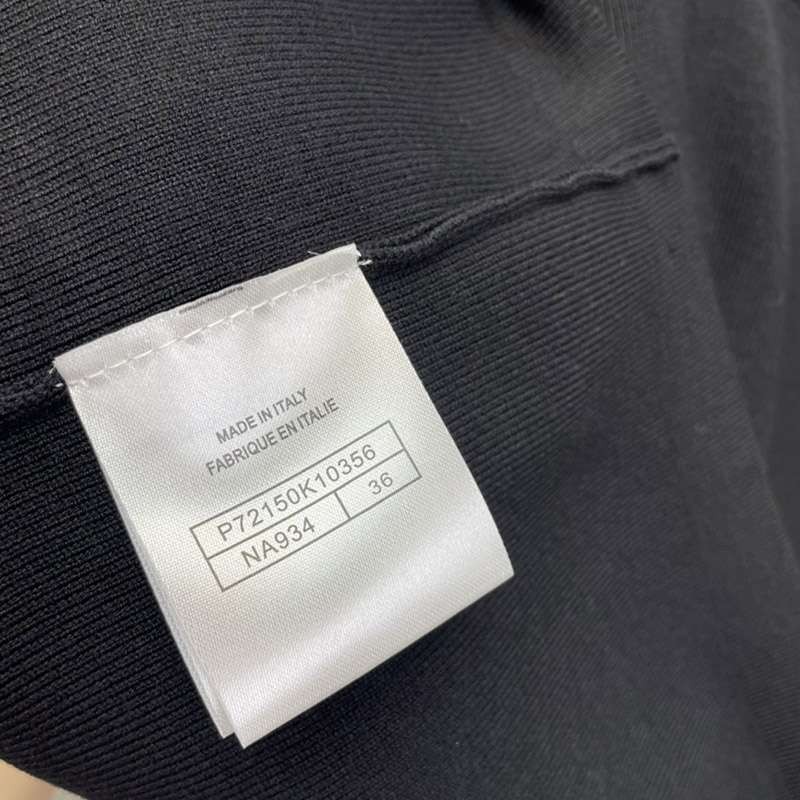 MADE IN ITALY
FABRIQUE EN ITALIE
P72150K10356
NA934 36